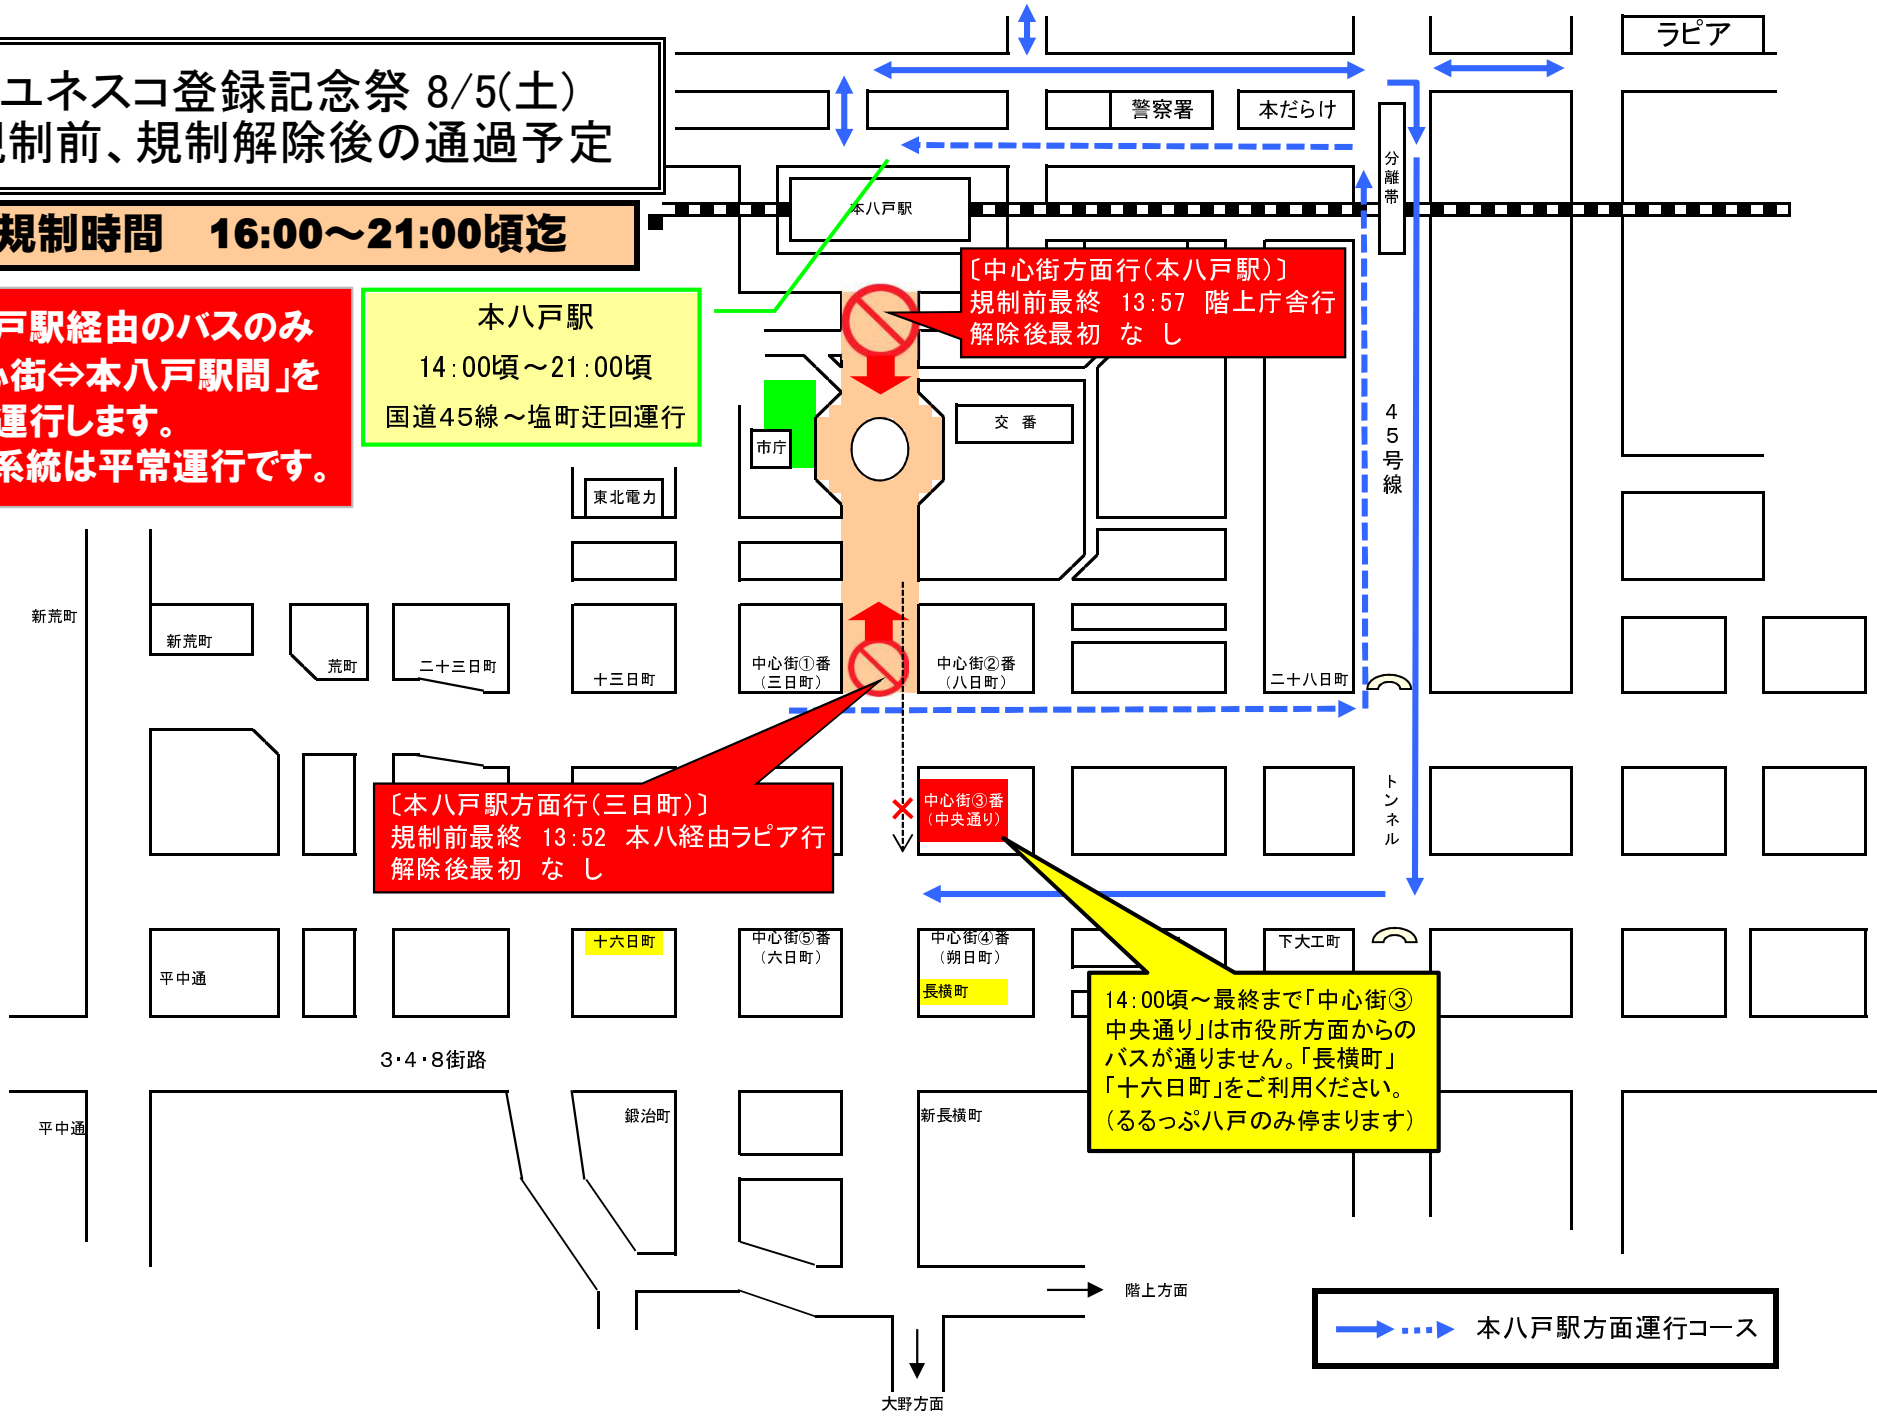 ユネスコ登録記念祭 8/5(土)
規制前、規制解除後の通過予定
規制時間　16:00～21:00頃迄
戸駅経由のバスのみ
心街⇔本八戸駅間」を
運行します。
系統は平常運行です。
本八戸駅
14:00頃～21:00頃
国道45線～塩町迂回運行
ラピア
警察署
本だらけ
分離帯
本八戸駅
〔中心街方面行(本八戸駅)〕
規制前最終　13:57　階上庁舎行
解除後最初　な し
交　番
市庁
東北電力
45号線
新荒町
新荒町
荒町
二十三日町
十三日町
中心街①番
(三日町)
中心街②番
(八日町)
二十八日町
トンネル
〔本八戸駅方面行(三日町)〕
規制前最終　13:52　本八経由ラピア行
解除後最初　な し
中心街③番
(中央通り)
平中通
十六日町
中心街⑤番
(六日町)
中心街④番
(朔日町)
長横町
下大工町
14:00頃～最終まで「中心街③
中央通り」は市役所方面からの
バスが通りません。「長横町」
「十六日町」をご利用ください。
(るるっぷ八戸のみ停まります)
3・4・8街路
平中通
鍛治町
新長横町
階上方面
大野方面
本八戸駅方面運行コース